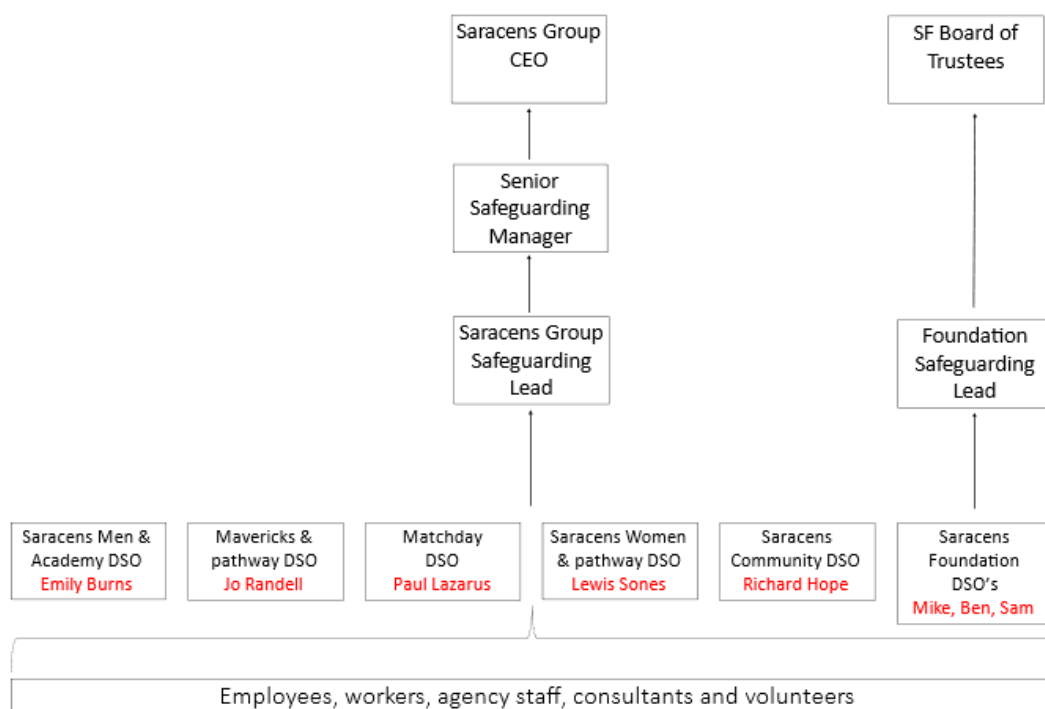 Saracens Group
CEO
SF Board of
Trustees
Senior
Safeguarding
Manager
Saracens Group
Safeguarding
Lead
Foundation
Safeguarding
Lead
Saracens Men &
Academy DSO
Emily Burns
Mavericks &
pathway DSO
Jo Randell
Matchday
DSO
Paul Lazarus
Saracens Women
& pathway DSO
Lewis Sones
Saracens
Community DSO
Richard Hope
Saracens
Foundation
DSO's
Mike, Ben, Sam
Employees, workers, agency staff, consultants and volunteers